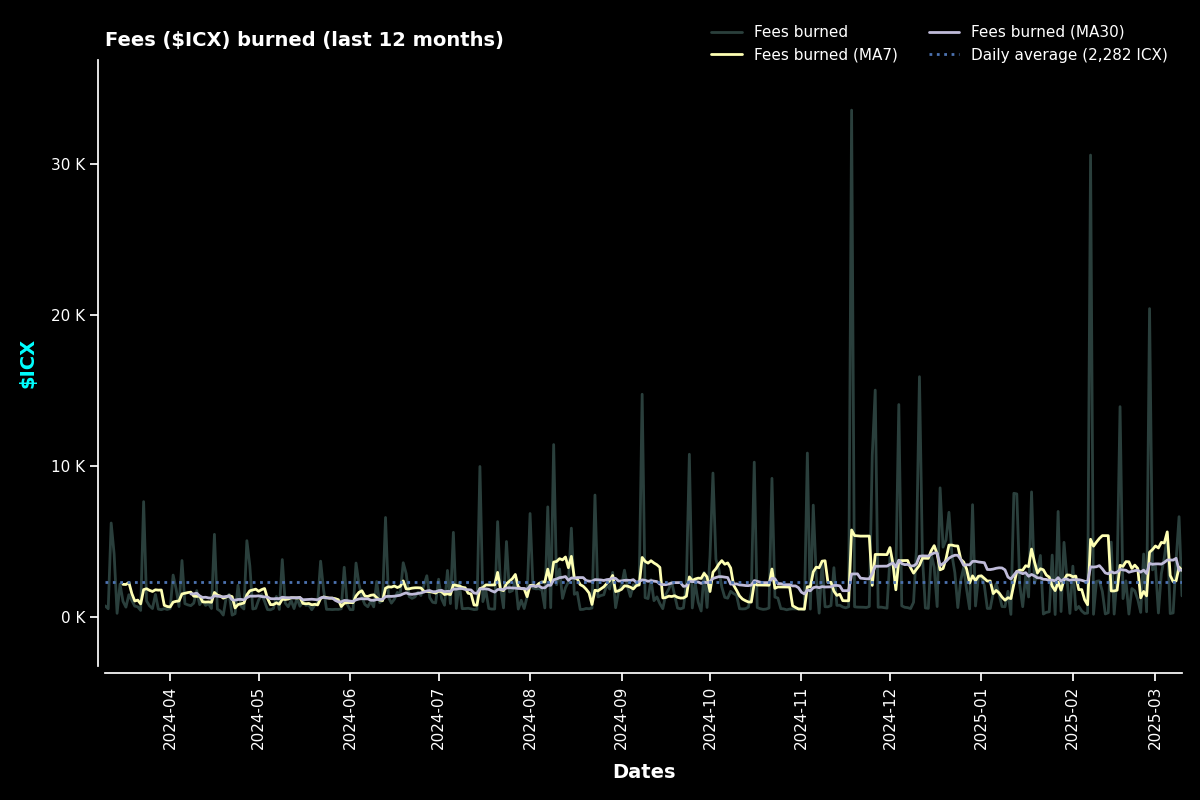 Fees ($ICX) burned (last 12 months)
Fees burned
Fees burned (MA7)
Fees burned (MA30)
Daily average (2,282 ICX)
30 K
20 K
10 K
0 K
$ICX
2024-04
2024-05
2024-06
2024-07
2024-08
2024-09
2024-10
2024-11
2024-12
2025-01
2025-02
2025-03
Dates